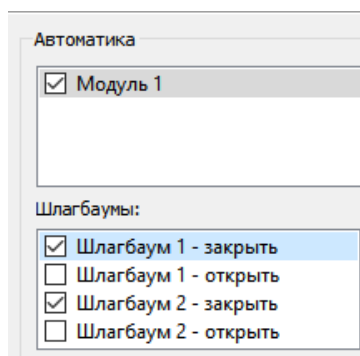 Автоматика
Модуль 1
Шлагбаумы:
Шлагбаум 1 - закрыть
Шлагбаум 1 - открыть
Шлагбаум 2 - закрыть
Шлагбаум 2 - открыть